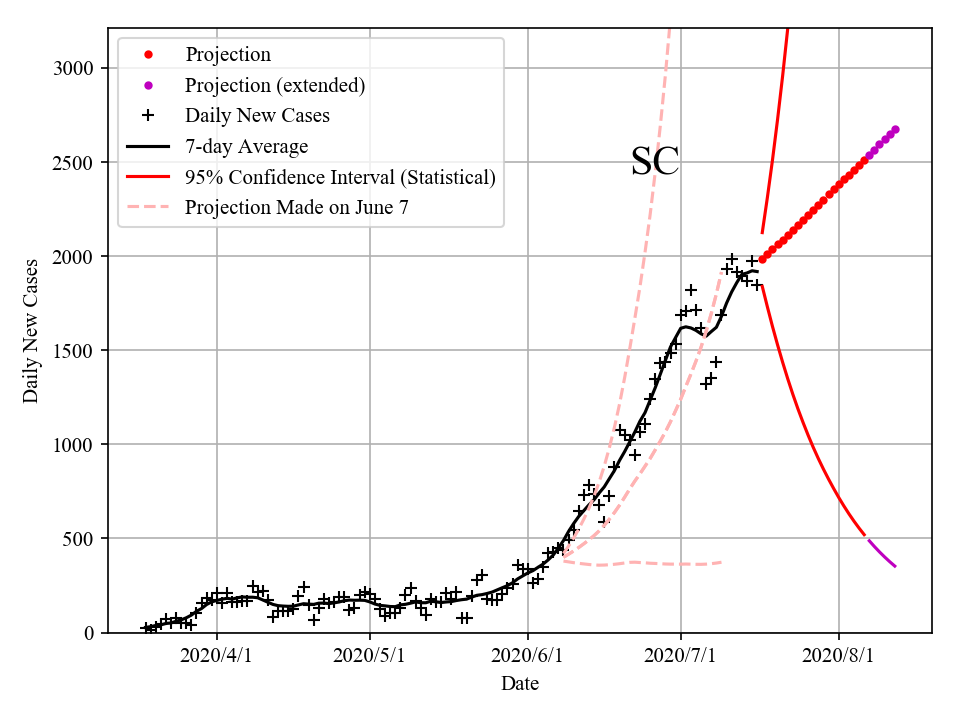 3000
2500
2000
1500
1000
500
0
Daily New Cases
Projection
Projection (extended)
Daily New Cases
7-day Average
95% Confidence Interval (Statistical)
Projection Made on June 7
SC
2020/4/1 2020/5/1 2020/6/1 2020/7/1 2020/8/1
Date